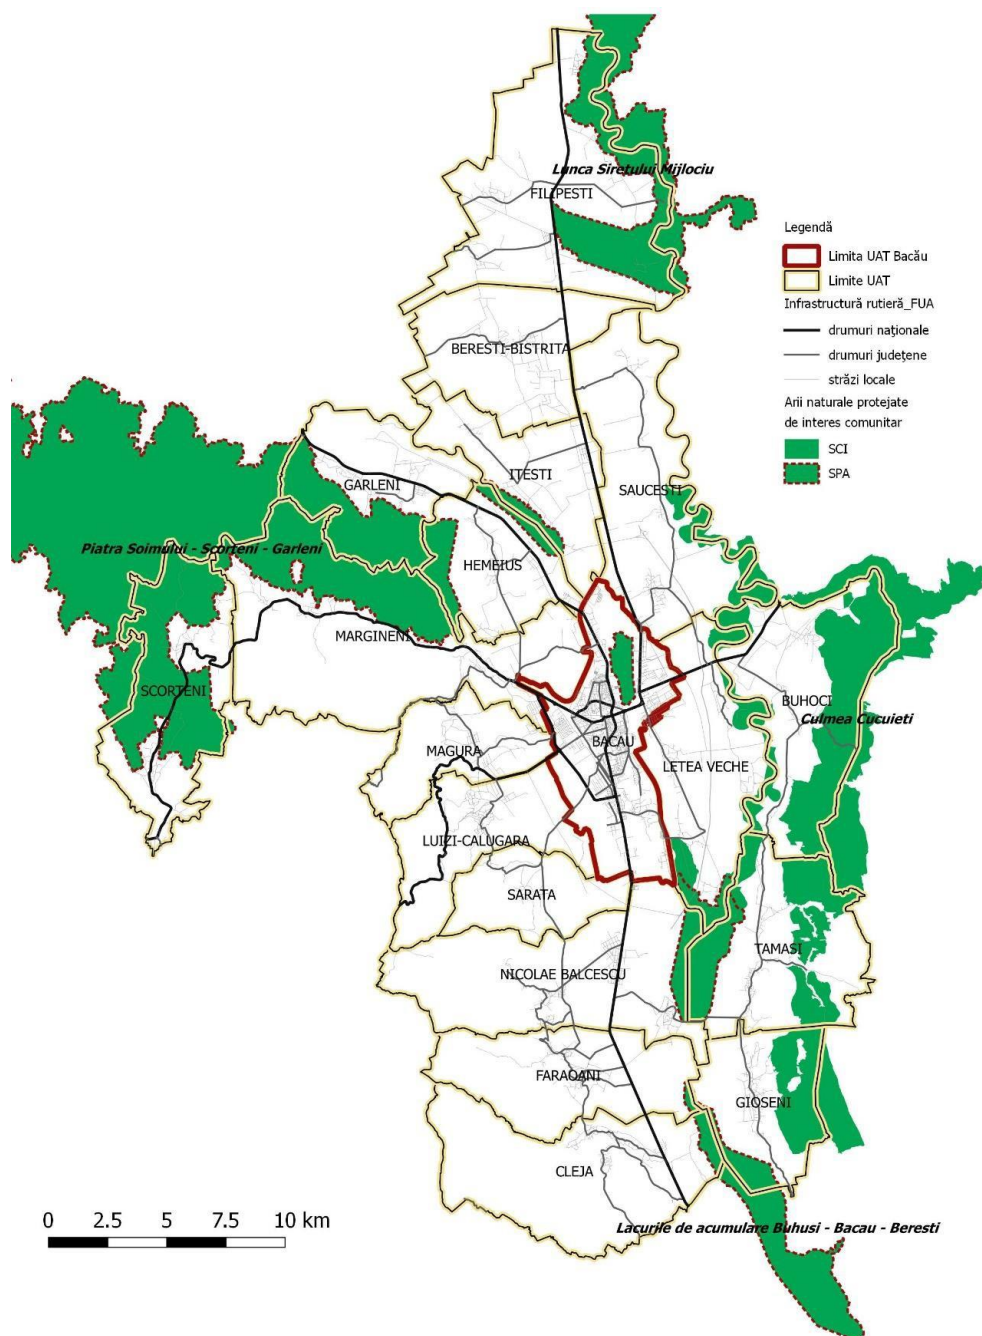 Lunca Siretului Mijlociu
FILIPESTI
Legendă
Limita UAT Bacău
Limite UAT
Infrastructură rutieră_FUA
drumuri naționale
drumuri județene
străzi locale
Arii naturale protejate
de interes comunitar
SCI
SPA
BERESTI-BISTRITA
ITESTI
GARLENI
SAUCESTI
Piatra Soimului - Scorteni - Garleni
HEMEIUS
MARGINENI
SCORTENI
BUHOCI
Culmea Cucuieti
BACAU
MAGURA
LETEA VECHE
LUIZI-CALUGARA
SARATA
TAMASI
NICOLAE BALCESCU
FARAOANI
GIOSENI
CLEJA
0 2.5 5 7.5 10 km
Lacurile de acumulare Buhusi - Bacau - Beresti